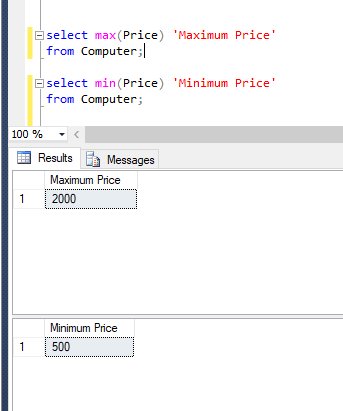 select max(Price) 'Maximum Price'
from Computer;
select min(Price) 'Minimum Price'
from Computer;
100 %
Results Messages
Maximum Price
1 2000
Minimum Price
1 500